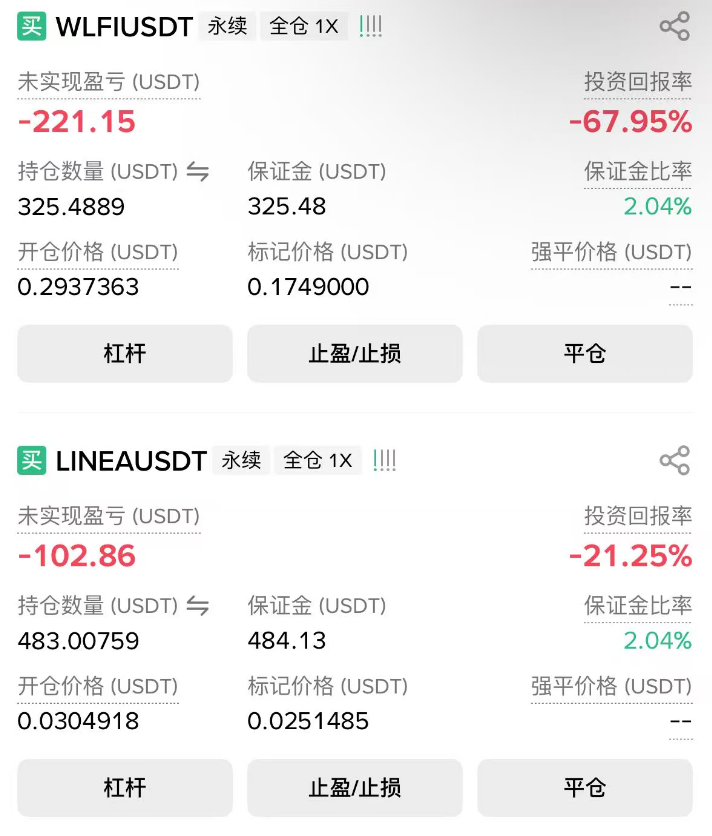 买 WLFIUSDT 永续 全仓 1X
未实现盈亏 (USDT) 投资回报率
-221.15 -67.95%
持仓数量 (USDT) 保证金 (USDT) 保证金比率
325.4889 325.48 2.04%
开仓价格 (USDT) 标记价格 (USDT) 强平价格 (USDT)
0.2937363 0.1749000 --
杠杆 止盈/止损 平仓
买 LINEAUSDT 永续 全仓 1X
未实现盈亏 (USDT) 投资回报率
-102.86 -21.25%
持仓数量 (USDT) 保证金 (USDT) 保证金比率
483.00759 484.13 2.04%
开仓价格 (USDT) 标记价格 (USDT) 强平价格 (USDT)
0.0304918 0.0251485 --
杠杆 止盈/止损 平仓